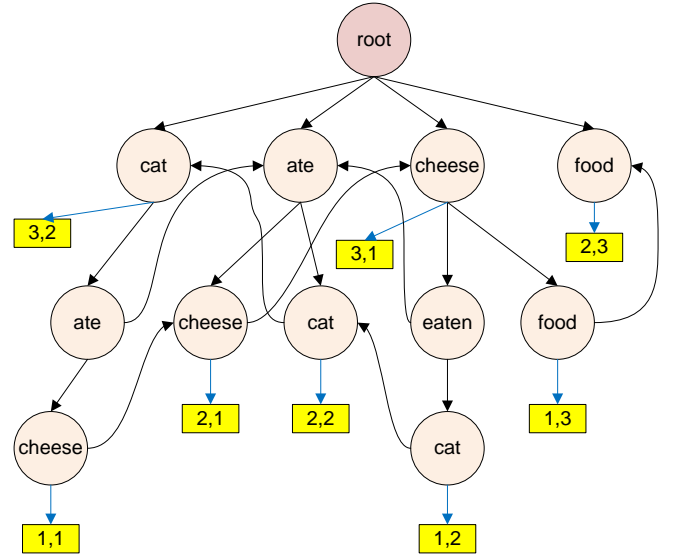 root
cat
ate
cheese
food
3,2
3,1
2,3
ate
cheese
cat
eaten
food
2,1
2,2
1,3
cheese
cat
1,1
1,2